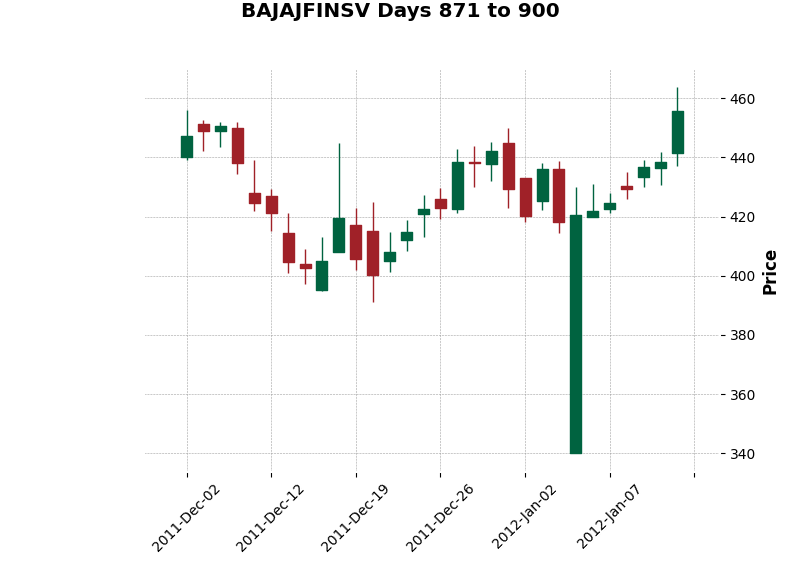 BAJAJFINSV Days 871 to 900
460
440
420
400
380
360
340
Price
2011-Dec-02
2011-Dec-12
2011-Dec-19
2011-Dec-26
2012-Jan-02
2012-Jan-07